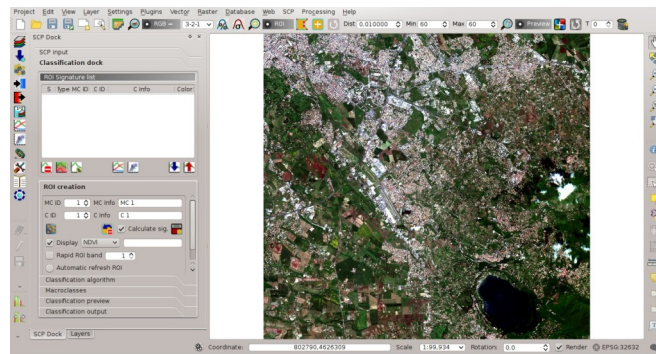 Project Edit View Layer Settings Plugins Vector Raster Database Web SCP Processing Help
RGB = 3-2-1 ROI Dist 0.010000 Min 60 Max 60 Preview T 0
SCP Dock
SCP input
Classification dock
ROI Signature list
S Type MC ID C ID C Info Color
ROI creation
MC ID 1 MC Info MC 1
C ID 1 C Info C 1
Calculate sig.
Display NDVI
Rapid ROI band 1
Automatic refresh ROI
Classification algorithm
Macroclasses
Classification preview
Classification output
SCP Dock Layers
Coordinate: 802790,4626309 Scale 1:99,934 Rotation: 0.0 Render EPSG:32632